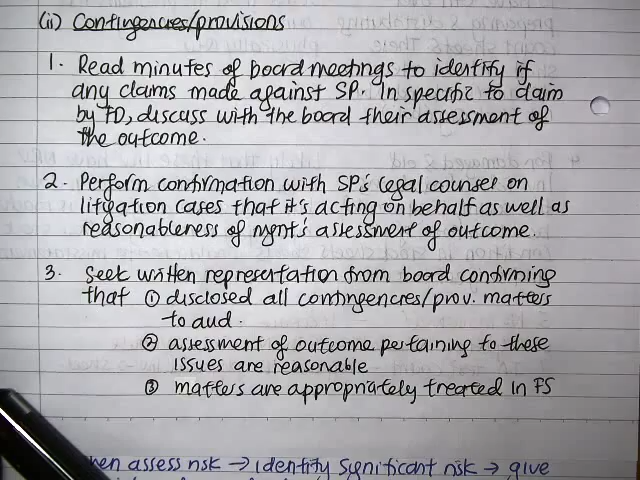 (ii) Contingencies/provisions
1. Read minutes of board meetings to identify if
any claims made against SP. In specific to claim
by TD, discuss with the board their assessment of
the outcome.
2. Perform confirmation with SP's legal counsel on
litigation cases that it's acting on behalf as well as
reasonableness of mgmt's assessment of outcome.
3. Seek written representation from board confirming
that ① disclosed all contingencies/prov. matters
to aud.
② assessment of outcome pertaining to these
issues are reasonable
③ matters are appropriately treated in FS
assess risk → identify significant risk → give